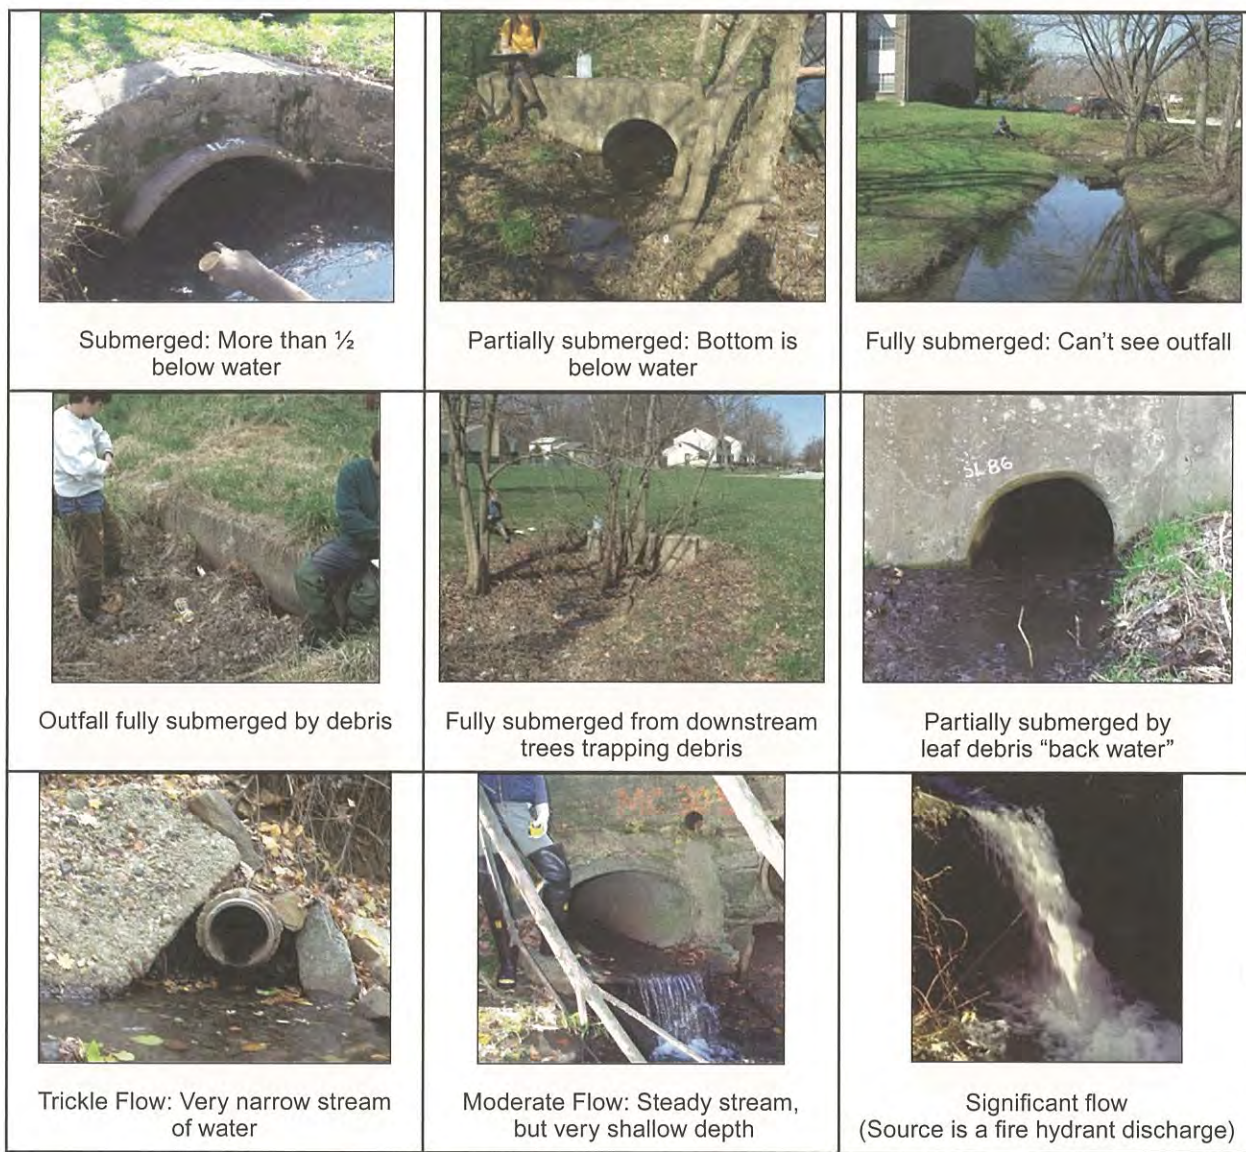 Submerged: More than ½
below water
Partially submerged: Bottom is
below water
Fully submerged: Can't see outfall
SL86
Outfall fully submerged by debris
Fully submerged from downstream
trees trapping debris
Partially submerged by
leaf debris “back water”
Trickle Flow: Very narrow stream
of water
Moderate Flow: Steady stream,
but very shallow depth
Significant flow
(Source is a fire hydrant discharge)